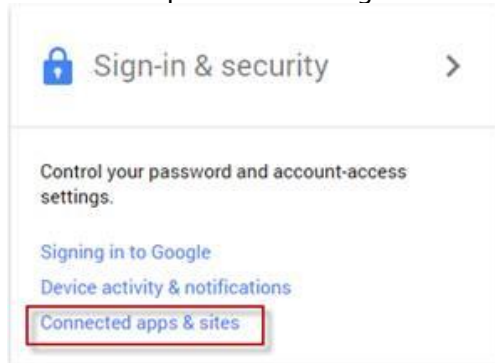 Sign-in & security
Control your password and account-access
settings.
Signing in to Google
Device activity & notifications
Connected apps & sites